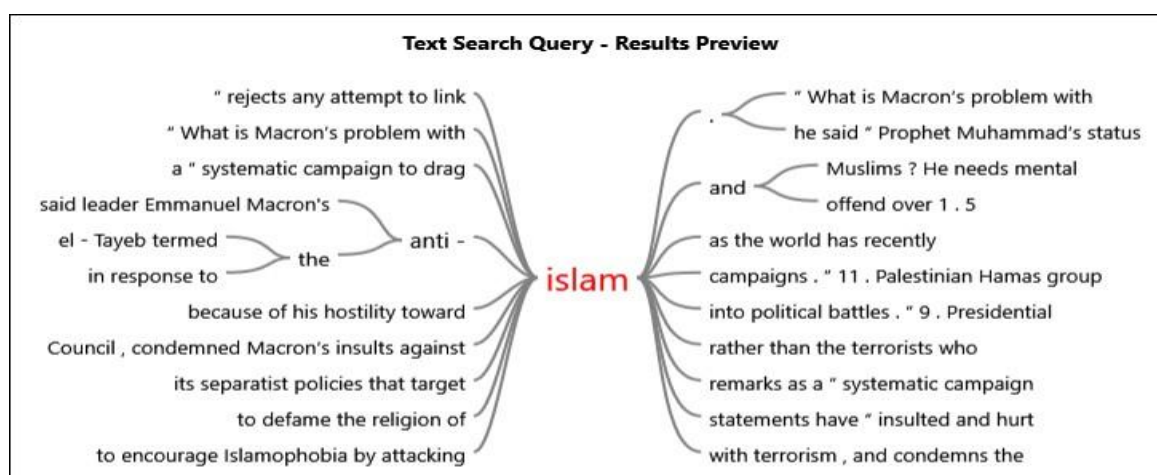 Text Search Query - Results Preview
“ rejects any attempt to link
“ What is Macron's problem with
a “ systematic campaign to drag
said leader Emmanuel Macron's
el - Tayeb termed
in response to
the
anti -
because of his hostility toward
Council , condemned Macron's insults against
its separatist policies that target
to defame the religion of
to encourage Islamophobia by attacking
islam
.
“ What is Macron's problem with
he said “ Prophet Muhammad's status
and
Muslims ? He needs mental
offend over 1 . 5
as the world has recently
campaigns . “ 11 . Palestinian Hamas group
into political battles . “ 9 . Presidential
rather than the terrorists who
remarks as a “ systematic campaign
statements have “ insulted and hurt
with terrorism , and condemns the